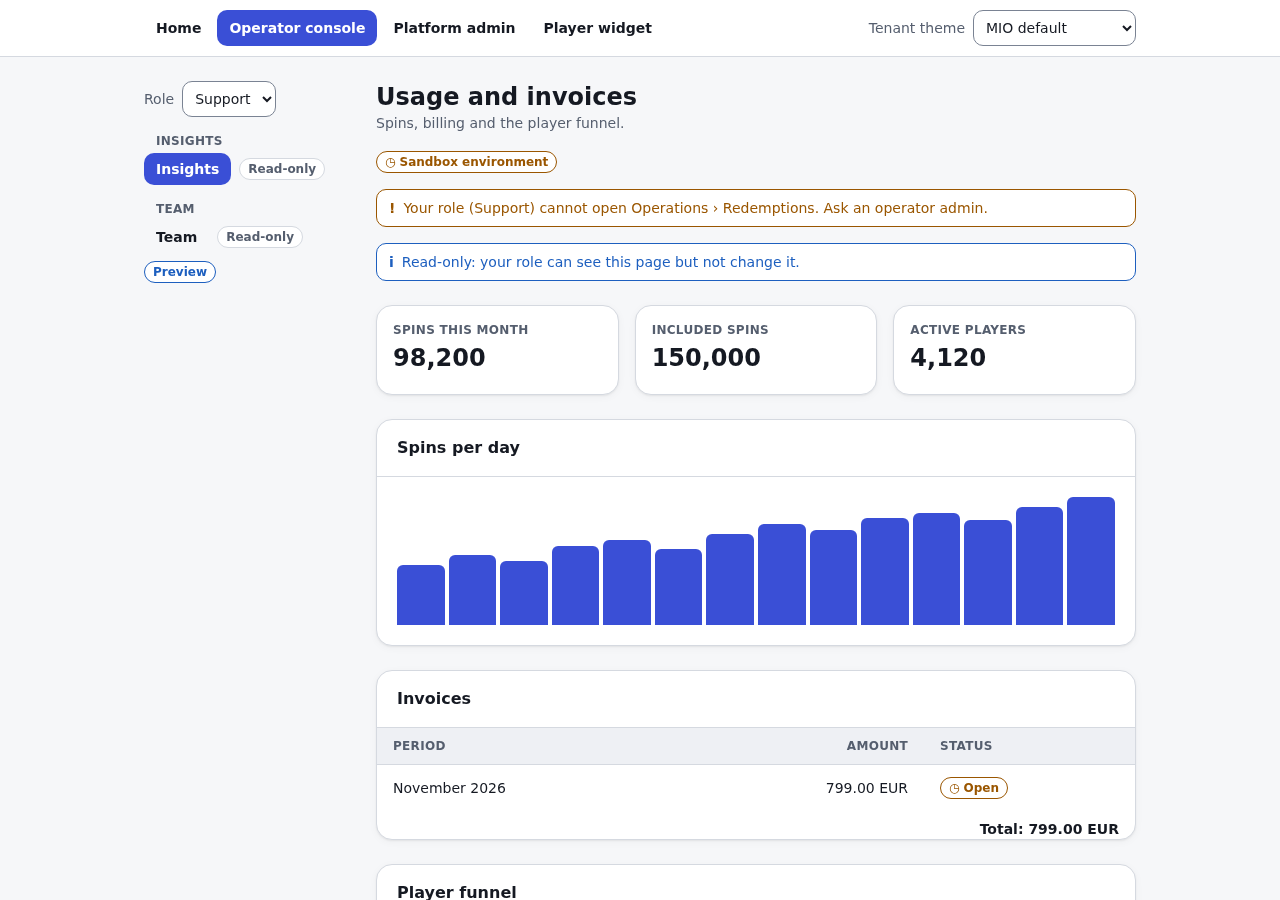 Home Operator console Platform admin Player widget Tenant theme MIO default
Role Support
INSIGHTS
Insights Read-only
TEAM
Team Read-only
Preview
Usage and invoices
Spins, billing and the player funnel.
◷ Sandbox environment
! Your role (Support) cannot open Operations › Redemptions. Ask an operator admin.
i Read-only: your role can see this page but not change it.
SPINS THIS MONTH
98,200
INCLUDED SPINS
150,000
ACTIVE PLAYERS
4,120
Spins per day
Invoices
PERIOD AMOUNT STATUS
November 2026 799.00 EUR ◷ Open
Total: 799.00 EUR
Player funnel